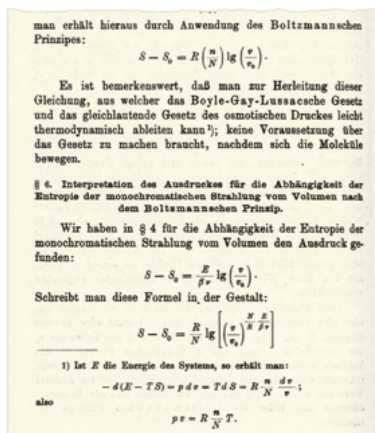 man erhält hieraus durch Anwendung des Boltzmannschen
Prinzipes:
S − S₀ = R (n/N) lg (v/v₀).
Es ist bemerkenswert, daß man zur Herleitung dieser
Gleichung, aus welcher das Boyle-Gay-Lussacsche Gesetz
und das gleichlautende Gesetz des osmotischen Druckes leicht
thermodynamisch ableiten kann¹); keine Voraussetzung über
das Gesetz zu machen braucht, nachdem sich die Moleküle
bewegen.
§ 6. Interpretation des Ausdruckes für die Abhängigkeit der
Entropie der monochromatischen Strahlung vom Volumen nach
dem Boltzmannschen Prinzip.
Wir haben in § 4 für die Abhängigkeit der Entropie der
monochromatischen Strahlung vom Volumen den Ausdruck ge-
funden:
S − S₀ = E/βν lg (v/v₀).
Schreibt man diese Formel in der Gestalt:
S − S₀ = R/N lg [(v/v₀)^(N/R E/βν)]
1) Ist E die Energie des Systems, so erhält man:
− d(E − TS) = p dv = T dS = R n/N dv/v ;
also
p v = R n/N T.